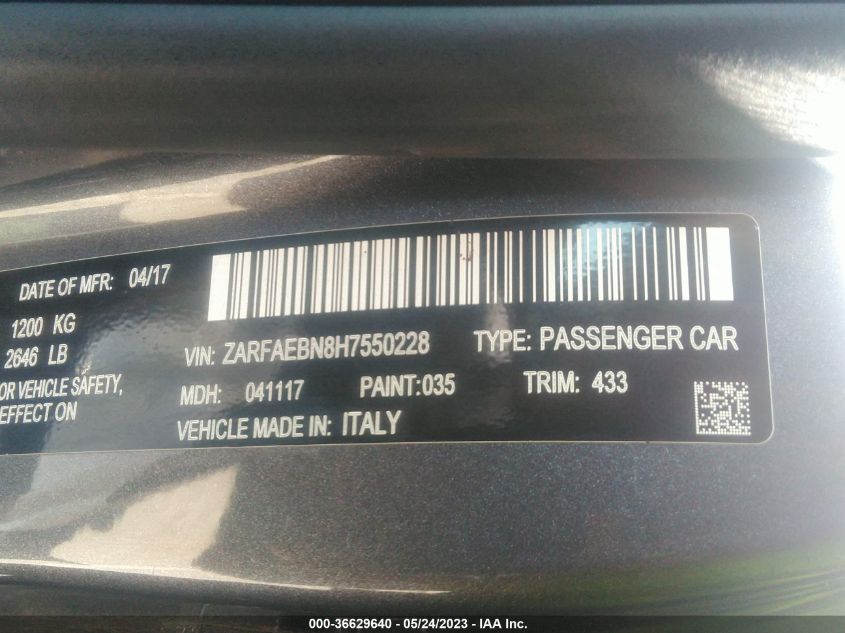 DATE OF MFR: 04/17
1200 KG
2646 LB
OR VEHICLE SAFETY,
EFFECT ON
VIN: ZARFAEBN8H7550228 TYPE: PASSENGER CAR
MDH: 041117 PAINT:035 TRIM: 433
VEHICLE MADE IN: ITALY
000-36629640 - 05/24/2023 - IAA Inc.